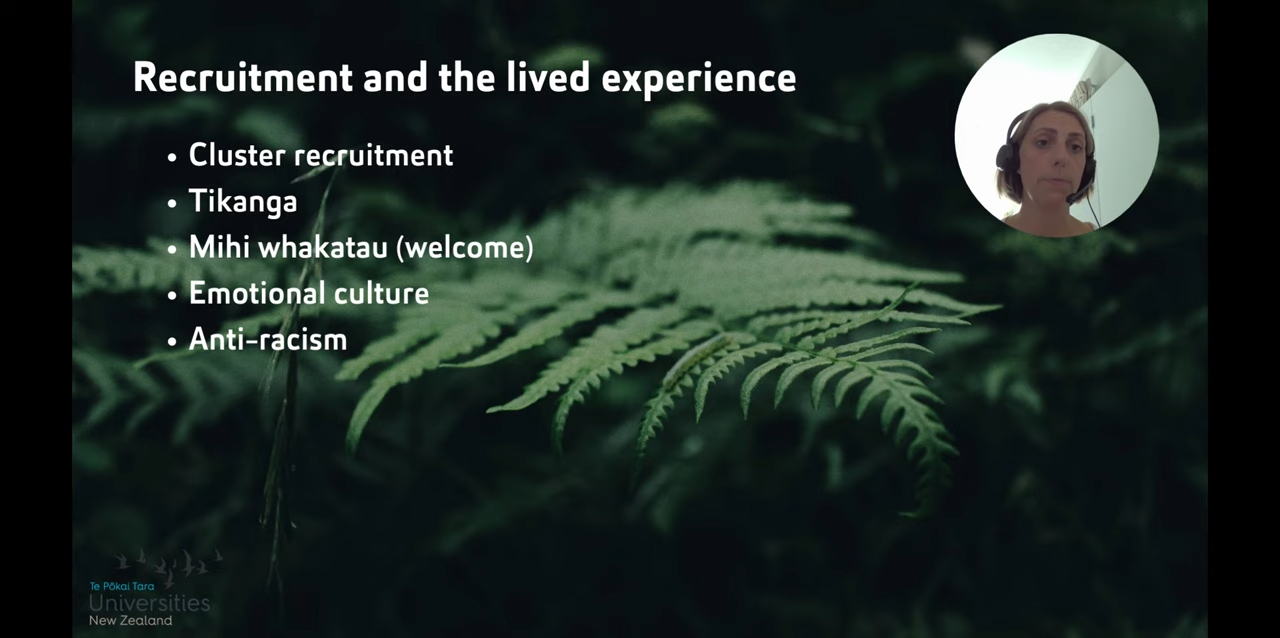 Recruitment and the lived experience
• Cluster recruitment
• Tikanga
• Mihi whakatau (welcome)
• Emotional culture
• Anti-racism
Te Pōkai Tara
Universities
New Zealand